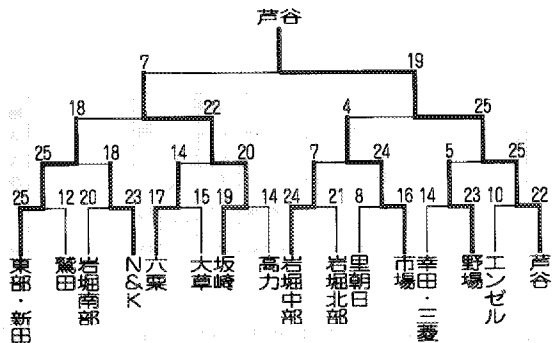 芦谷
7 19
18 22 4 25
25 18 14 20 7 24 5 25
25 12 20 23 17 15 19 14 24 21 8 16 14 23 10 22
東部・新田
鷲田
岩堀南部
N&K
六栗
大草
坂崎
高力
岩堀中部
岩堀北部
里朝日
市場
幸田・三菱
野場
エンゼル
芦谷